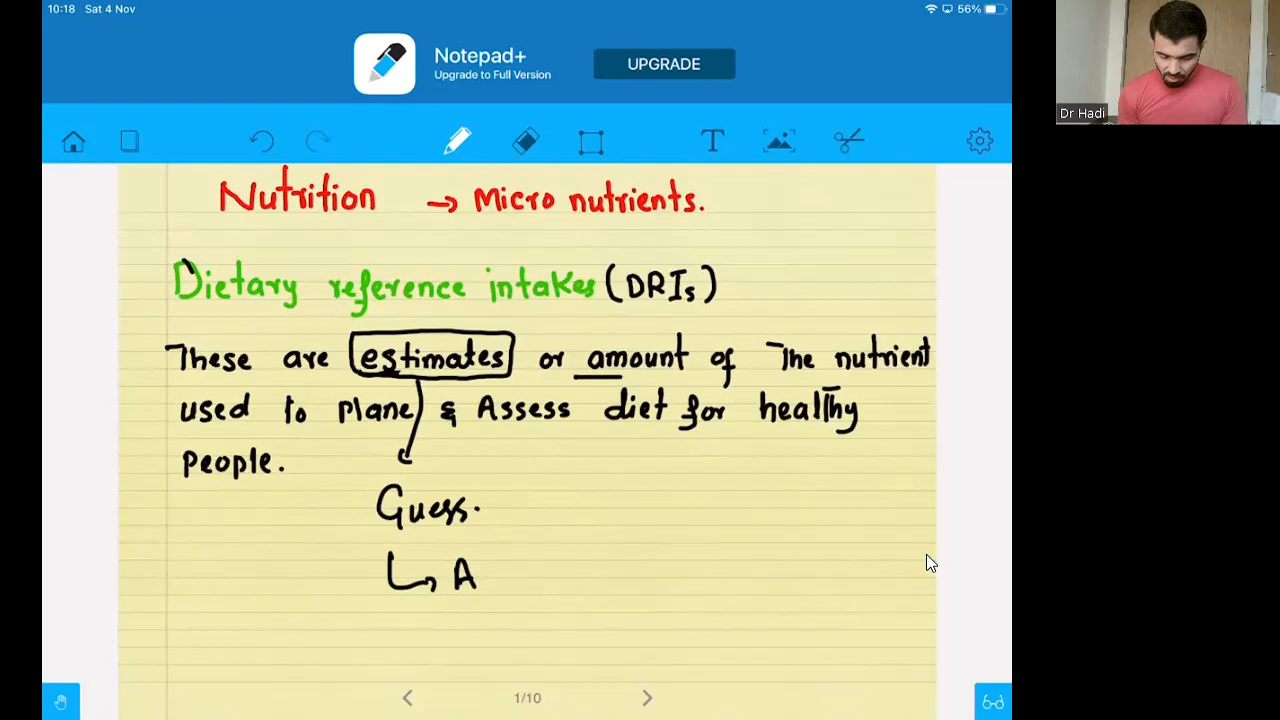 10:18 Sat 4 Nov
56%
Notepad+
Upgrade to Full Version
UPGRADE
Dr Hadi
T
Nutrition → Micro nutrients.
Dietary reference intakes (DRIs)
These are estimates or amount of The nutrient
used to plane & Assess diet for healthy
people.
Guess.
A
1/10